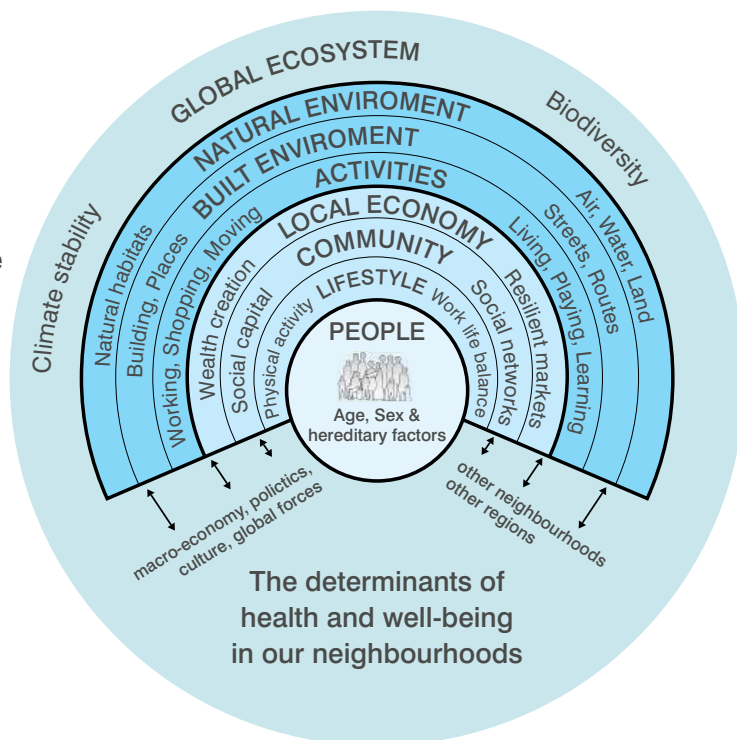 GLOBAL ECOSYSTEM
Climate stability
Biodiversity
NATURAL ENVIROMENT
Natural habitats
Air, Water, Land
BUILT ENVIROMENT
Building, Places
Streets, Routes
ACTIVITIES
Working, Shopping, Moving
Living, Playing, Learning
LOCAL ECONOMY
Wealth creation
Resilient markets
COMMUNITY
Social capital
Social networks
LIFESTYLE
Physical activity
Work life balance
PEOPLE
Age, Sex &
hereditary factors
macro-economy, polictics,
culture, global forces
other neighbourhoods
other regions
The determinants of
health and well-being
in our neighbourhoods
e